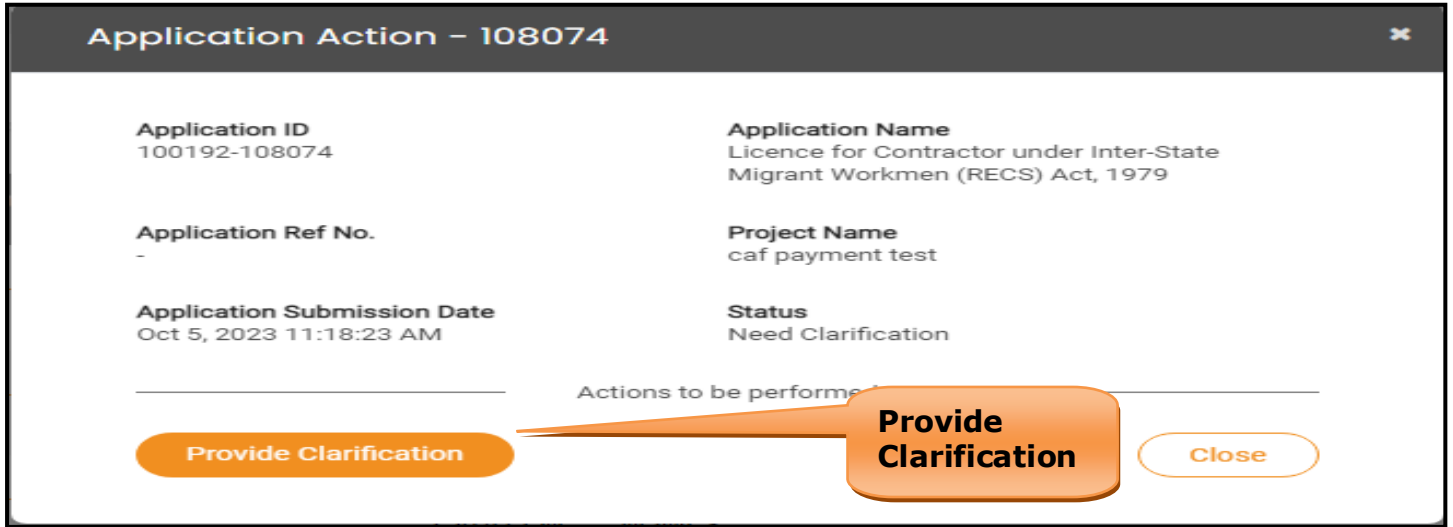 Application Action - 108074
Application ID
100192-108074
Application Name
Licence for Contractor under Inter-State
Migrant Workmen (RECS) Act, 1979
Application Ref No.
-
Project Name
caf payment test
Application Submission Date
Oct 5, 2023 11:18:23 AM
Status
Need Clarification
Actions to be performe
Provide Clarification
Provide
Clarification
Close